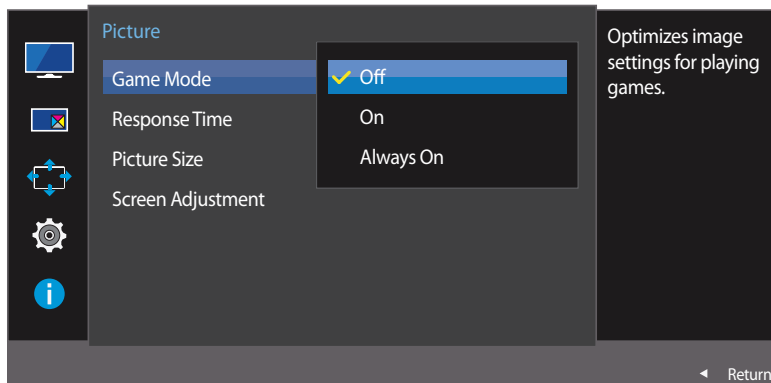 Picture
Game Mode
Off
Response Time
On
Picture Size
Always On
Screen Adjustment
Optimizes image
settings for playing
games.
Return